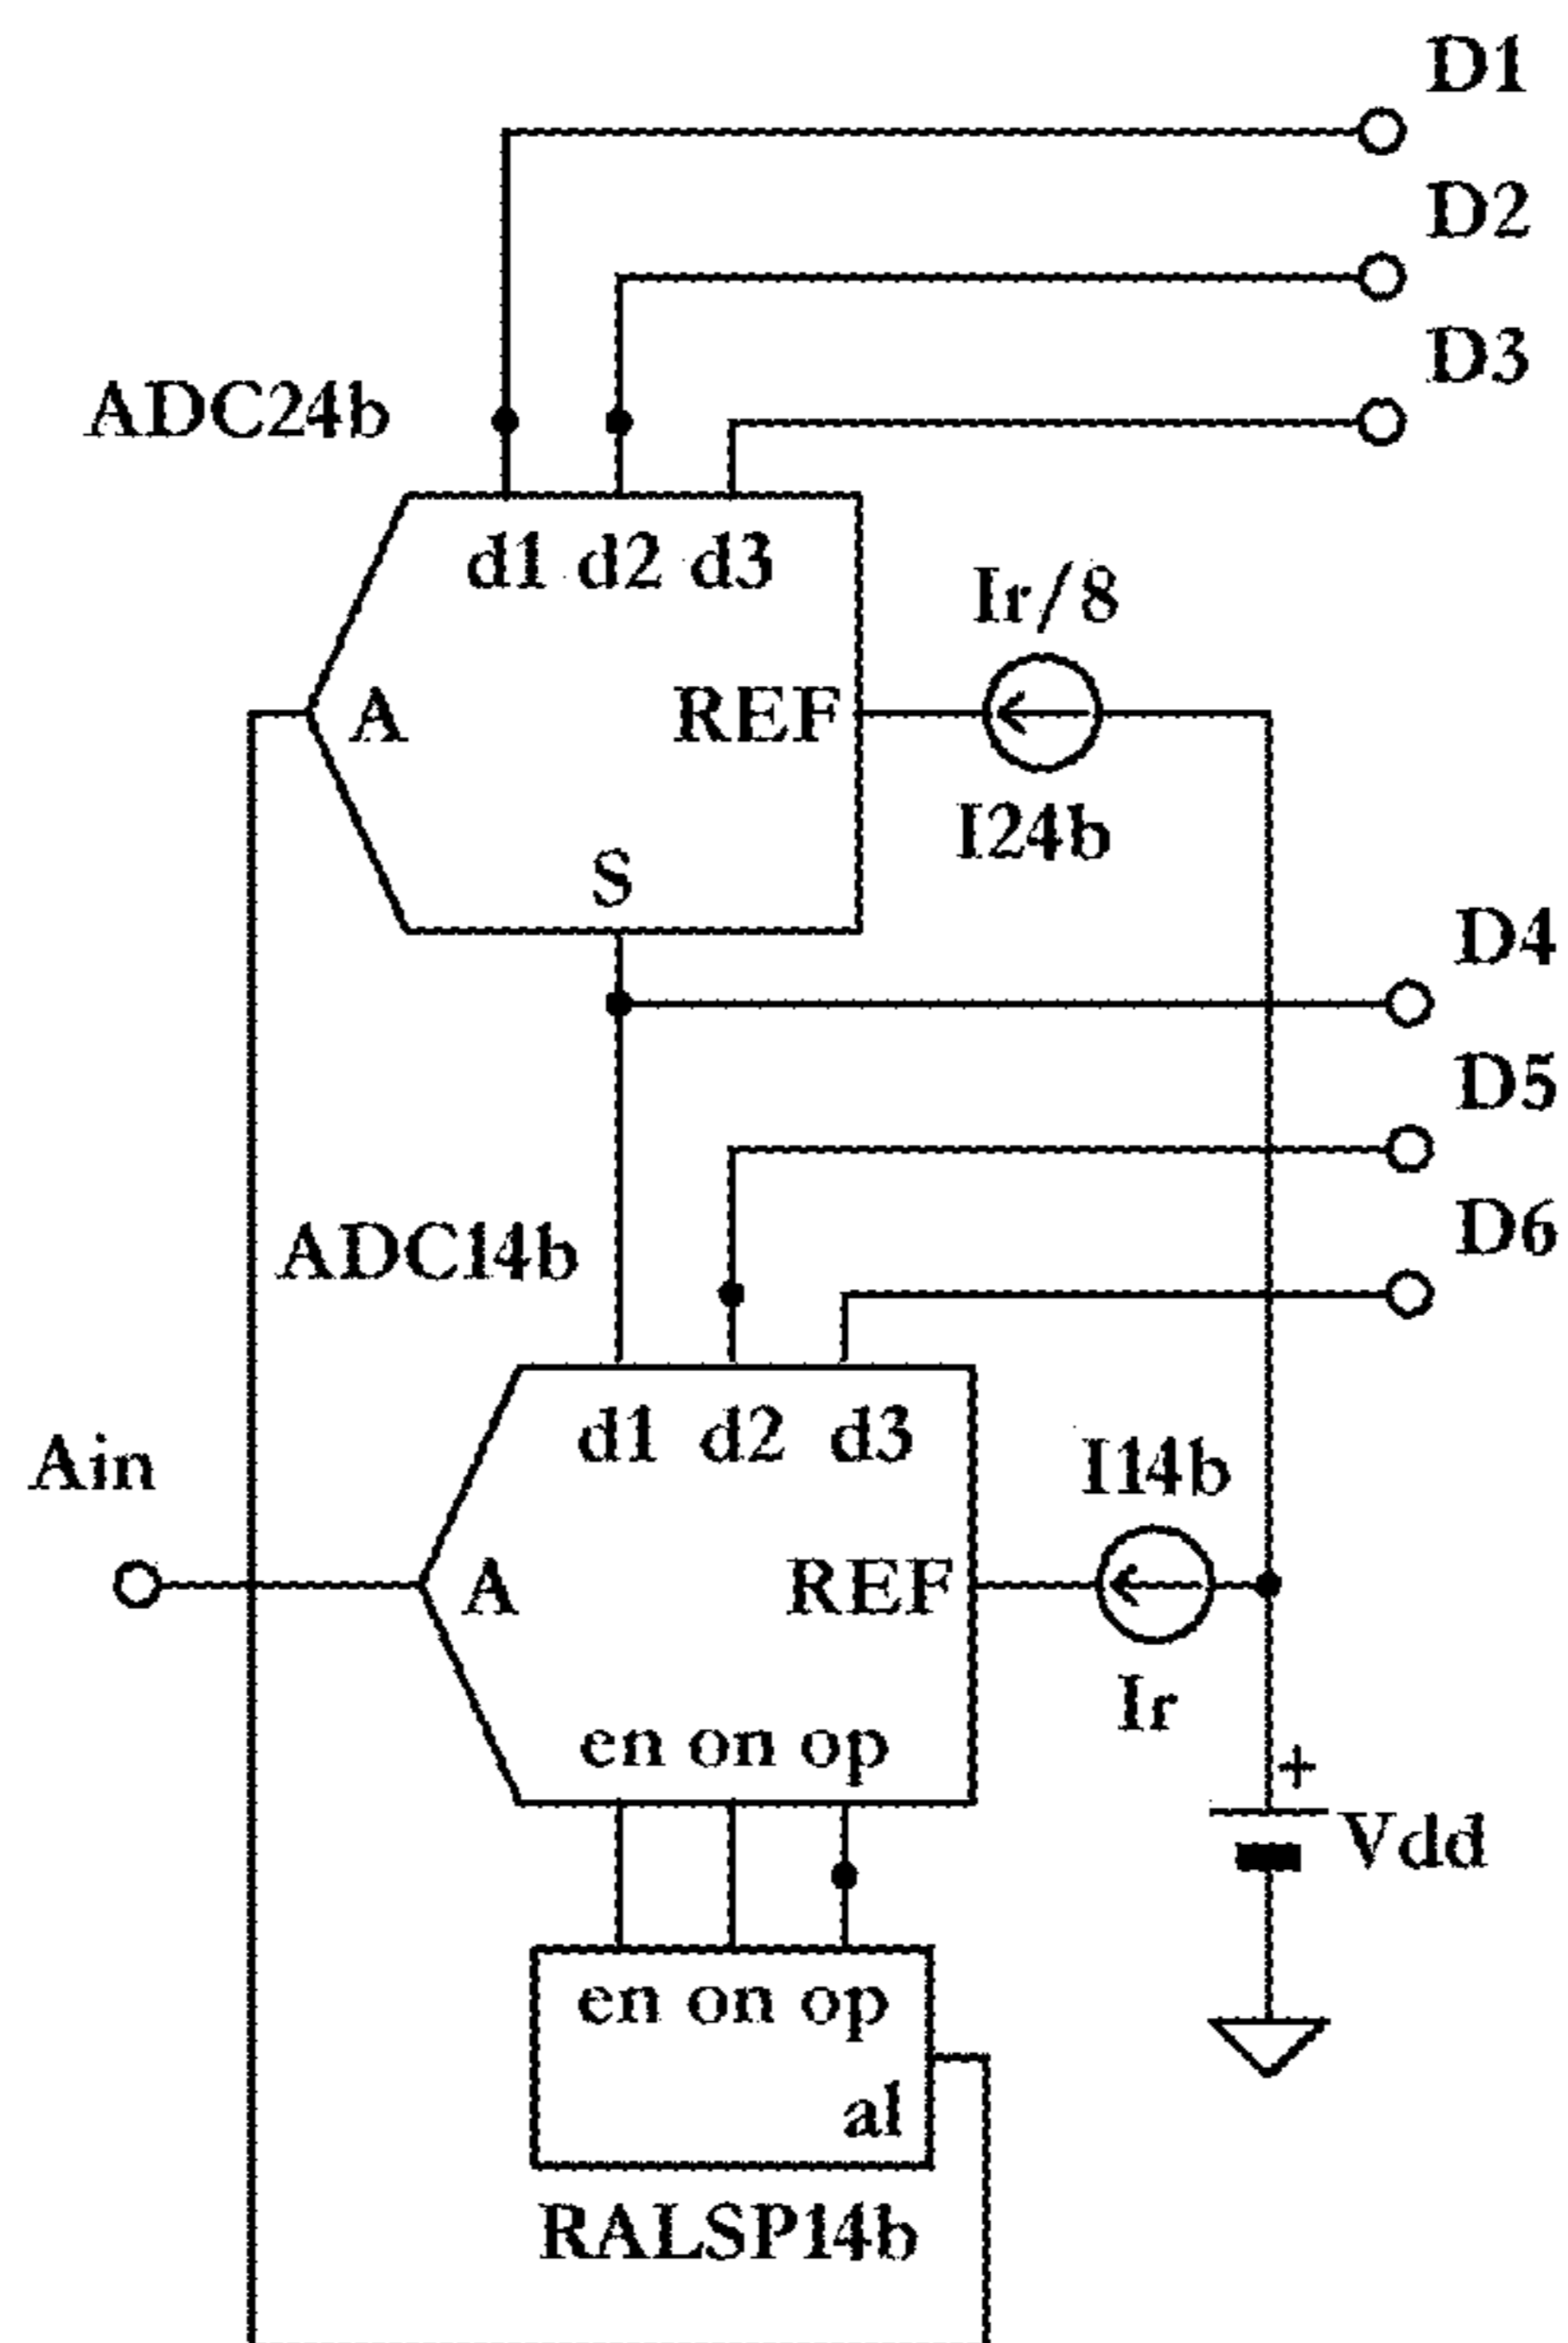 D1
D2
D3
ADC24b
d1 d2 d3
Ir/8
A
REF
I24b
S
D4
D5
D6
ADC14b
d1 d2 d3
I14b
Ain
A
REF
Ir
en on op
+
Vdd
en on op
al
RALSP14b